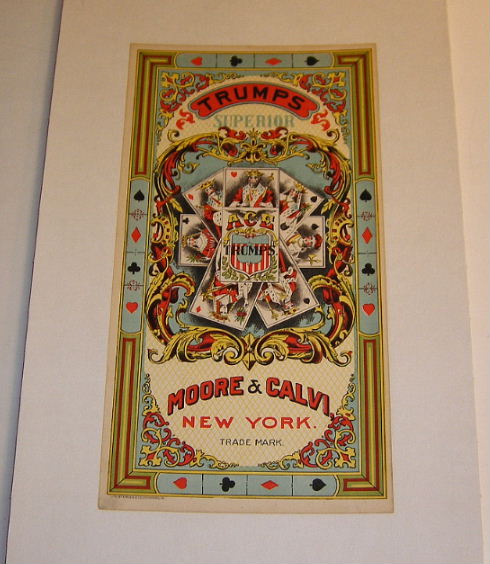 TRUMPS
SUPERIOR
ACE
TRUMPS
MOORE & CALVI,
NEW YORK.
TRADE MARK.